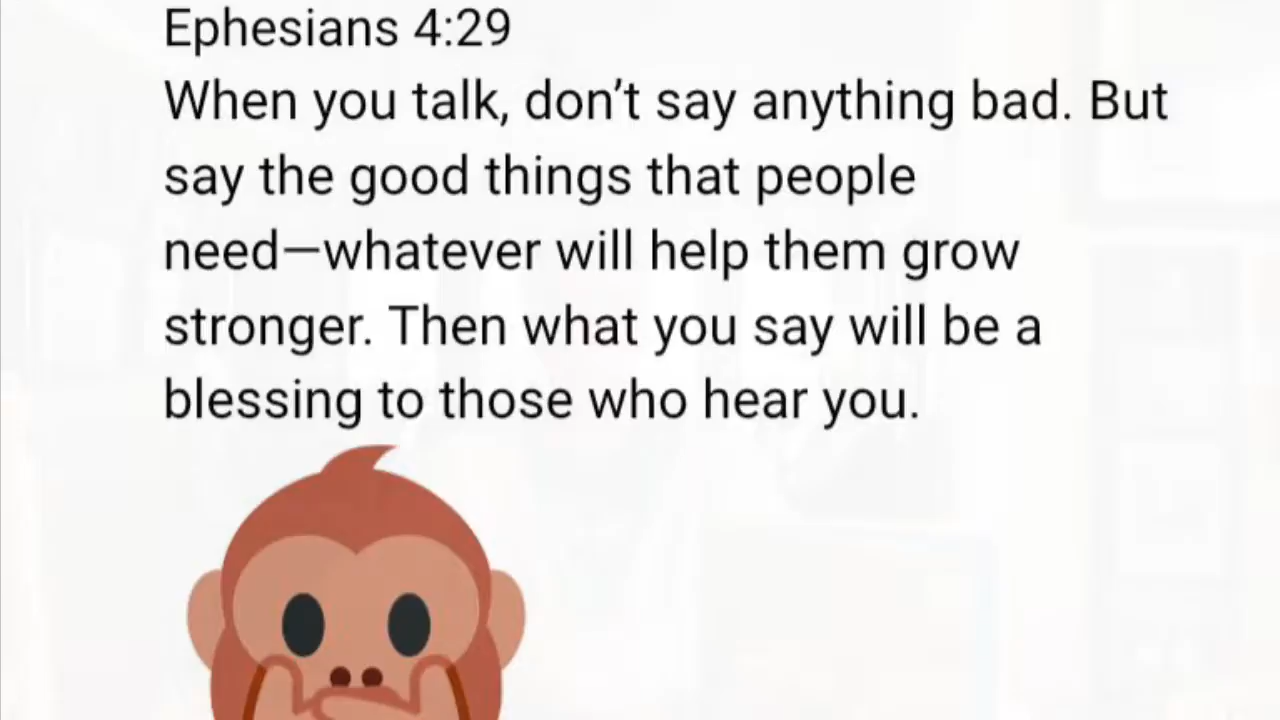 Ephesians 4:29
When you talk, don’t say anything bad. But
say the good things that people
need—whatever will help them grow
stronger. Then what you say will be a
blessing to those who hear you.